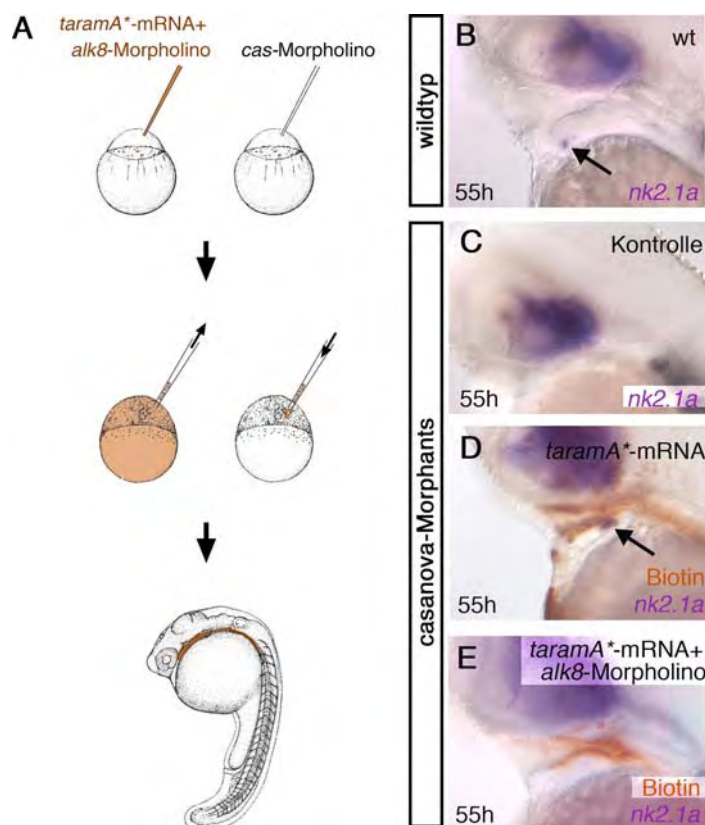 A
taramA*-mRNA+
alk8-Morpholino
cas-Morpholino
wildtyp
B
wt
55h
nk2.1a
casanova-Morphants
C
Kontrolle
55h
nk2.1a
D
taramA*-mRNA
Biotin
55h
nk2.1a
E
taramA*-mRNA+
alk8-Morpholino
Biotin
55h
nk2.1a